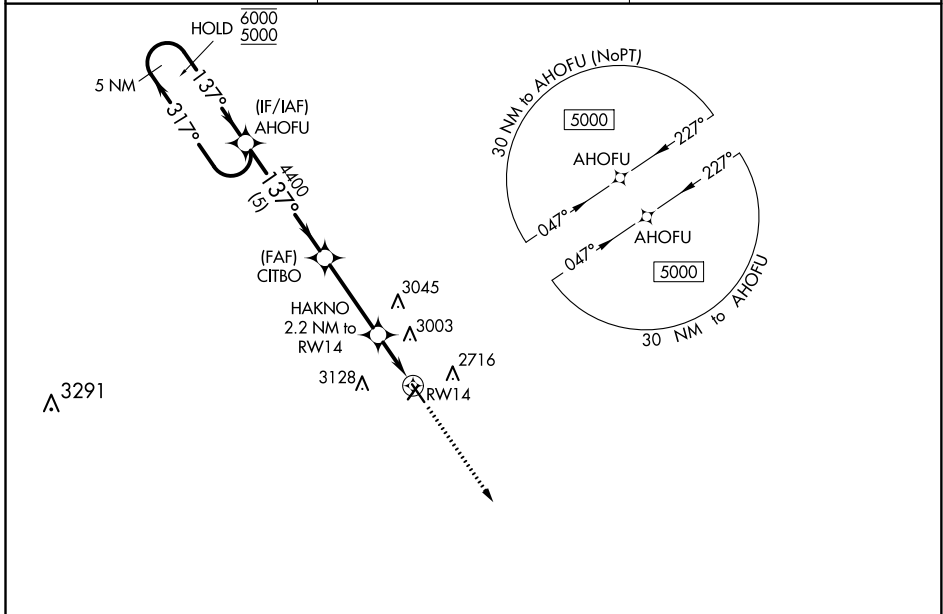 HOLD 6000
5000
5 NM
137°
317°
(IF/IAF)
AHOFU
4400
137°
(5)
(FAF)
CITBO
HAKNO
2.2 NM to
RW14
3045
3003
3128
2716
RW14
3291
30 NM to AHOFU (NoPT)
5000
227°
AHOFU
047°
227°
047°
AHOFU
5000
30 NM to AHOFU